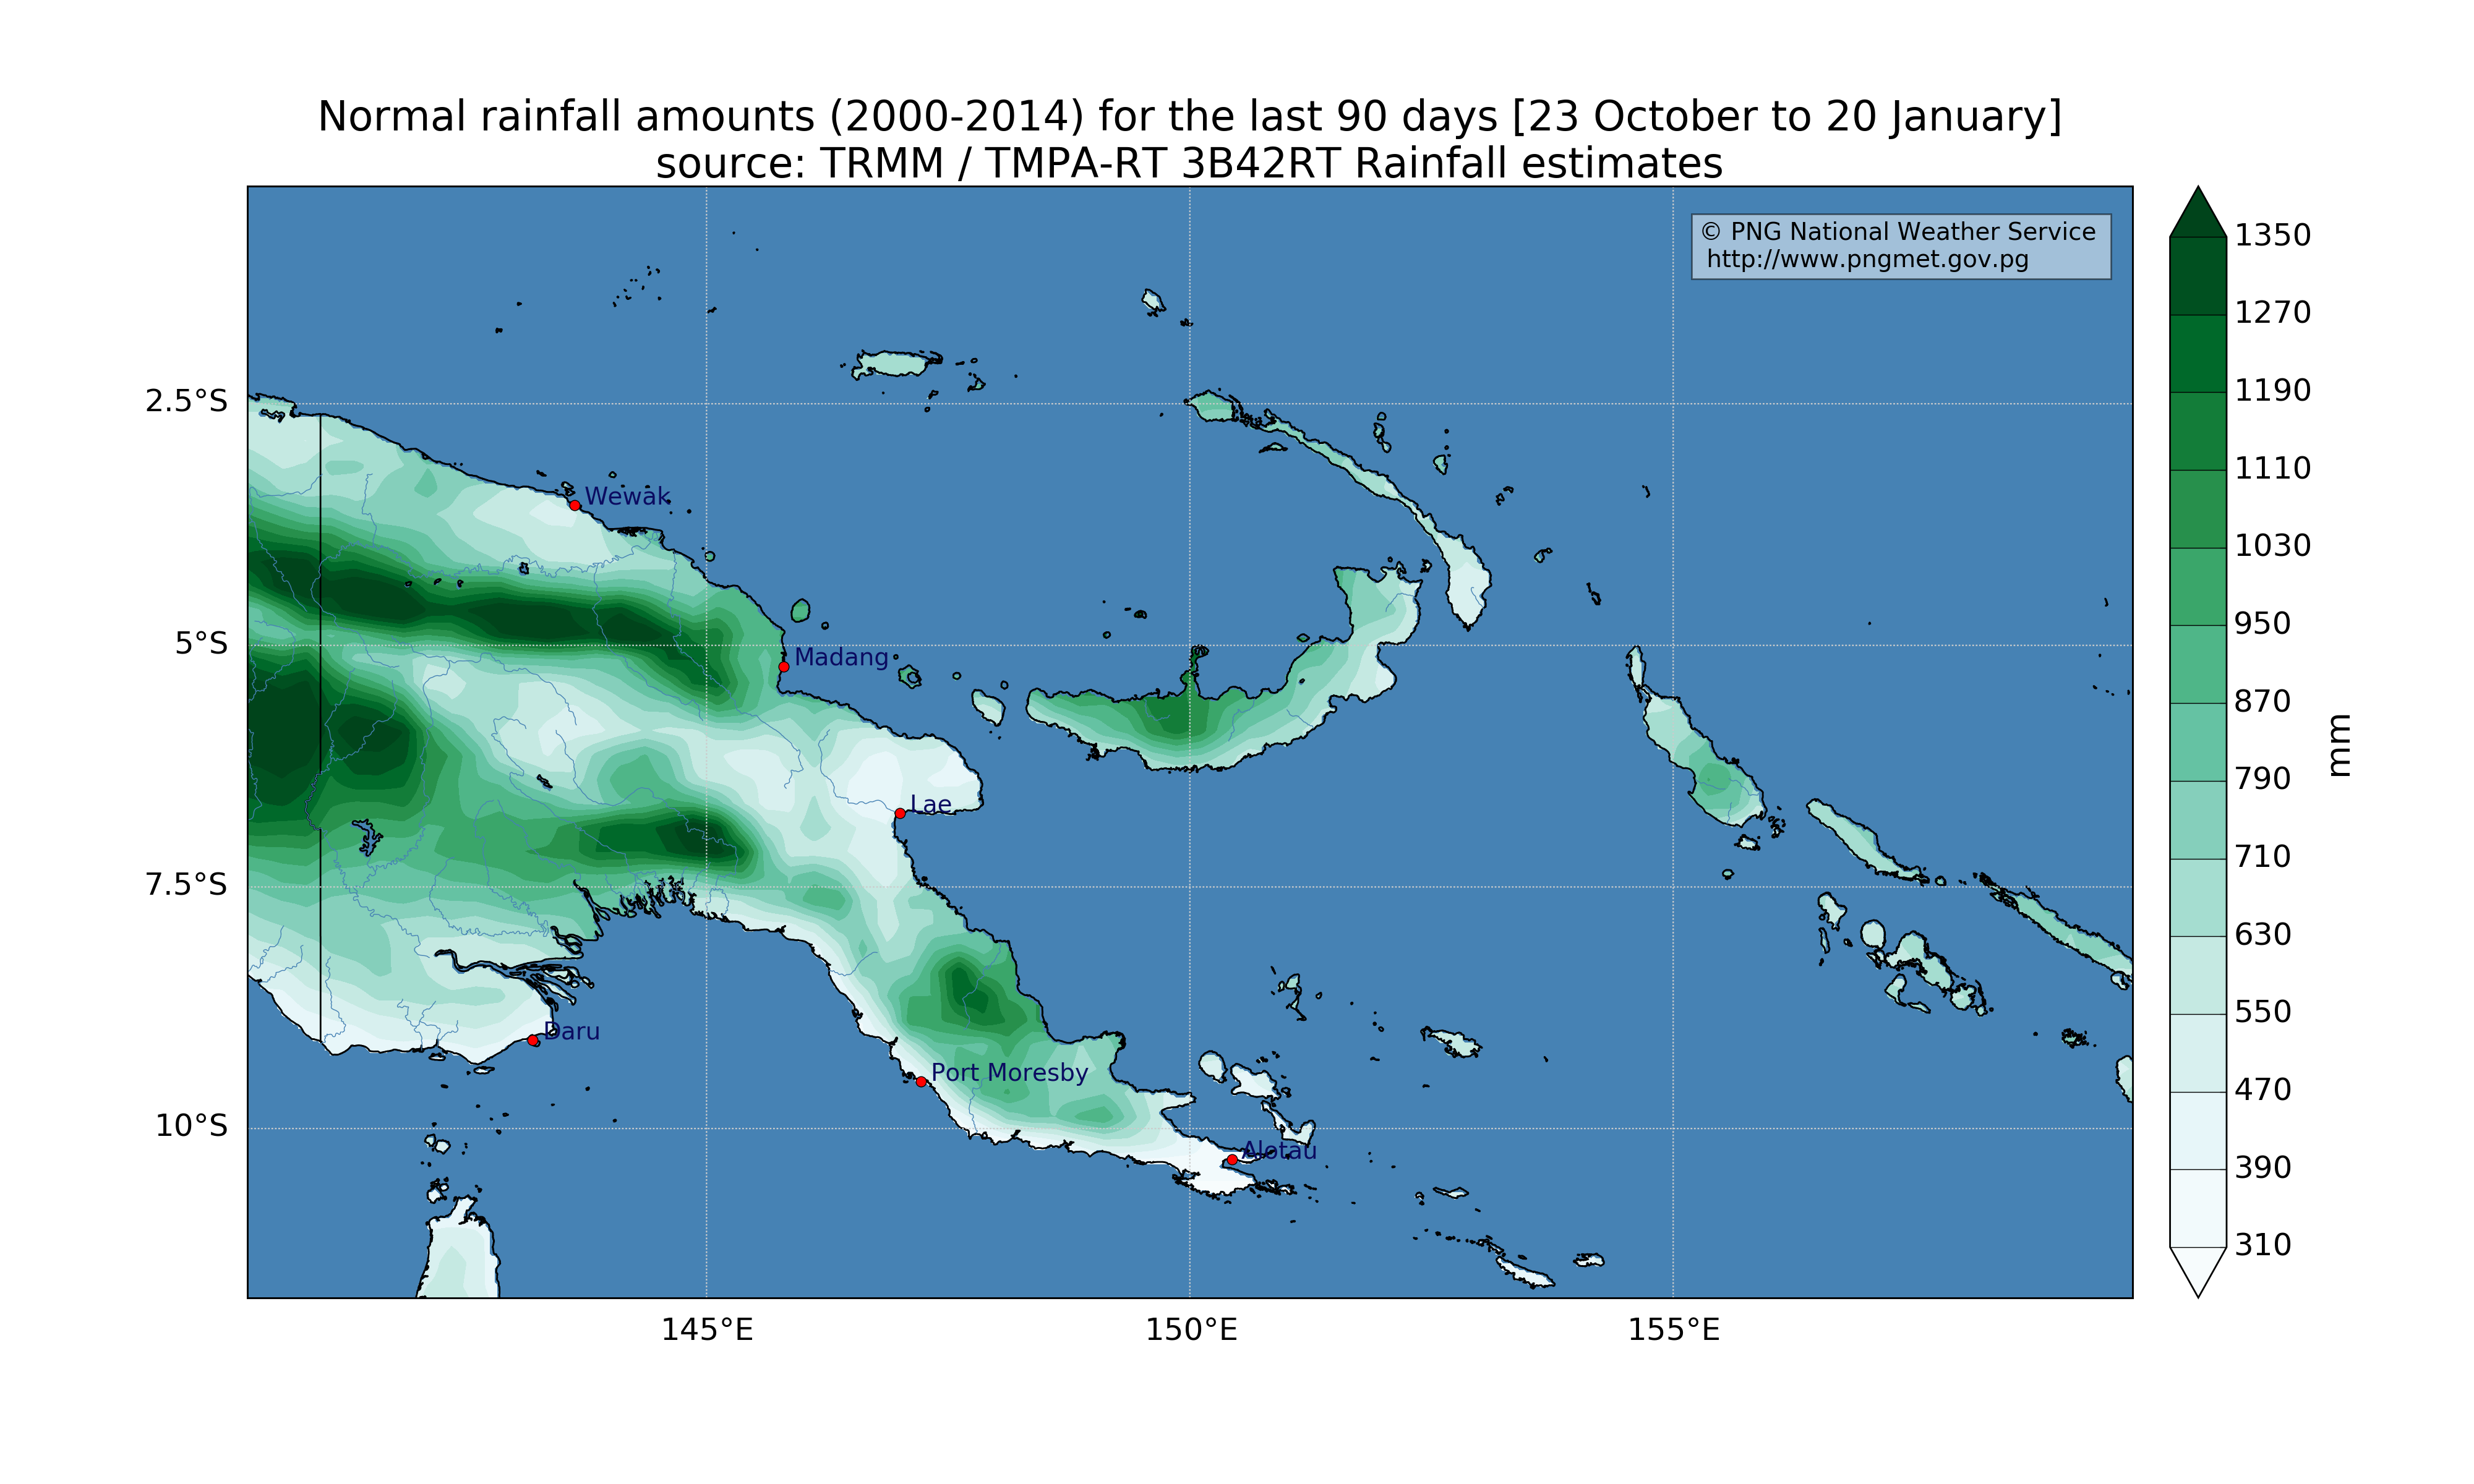 Normal rainfall amounts (2000-2014) for the last 90 days [23 October to 20 January]
source: TRMM / TMPA-RT 3B42RT Rainfall estimates
© PNG National Weather Service
http://www.pngmet.gov.pg
1350
1270
1190
1110
1030
950
870
790
710
630
550
470
390
310
mm
2.5°S
5°S
7.5°S
10°S
Wewak
Madang
Lae
Daru
Port Moresby
Alotau
145°E
150°E
155°E